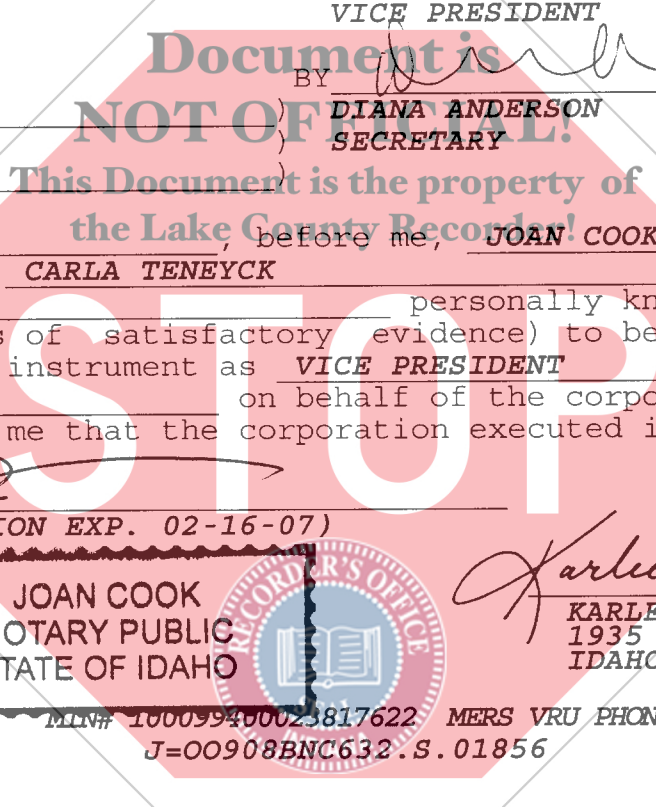 VICE PRESIDENT
Document is
BY
NOT OFFICIAL!
) DIANA ANDERSON
) SECRETARY
)
This Document is the property of
the Lake County Recorder!
, before me, JOAN COOK
CARLA TENEYCK
personally kn
s of satisfactory evidence) to be
instrument as VICE PRESIDENT
on behalf of the corpo
me that the corporation executed i
STOP
ION EXP. 02-16-07)
JOAN COOK
OTARY PUBLIC
TATE OF IDAHO
RECORDER'S OFFICE
SEAL
INDIANA
Karle
KARLE
1935
IDAHO
MIN# 100099400023817622 MERS VRU PHON
J=OO908BNC632.S.01856